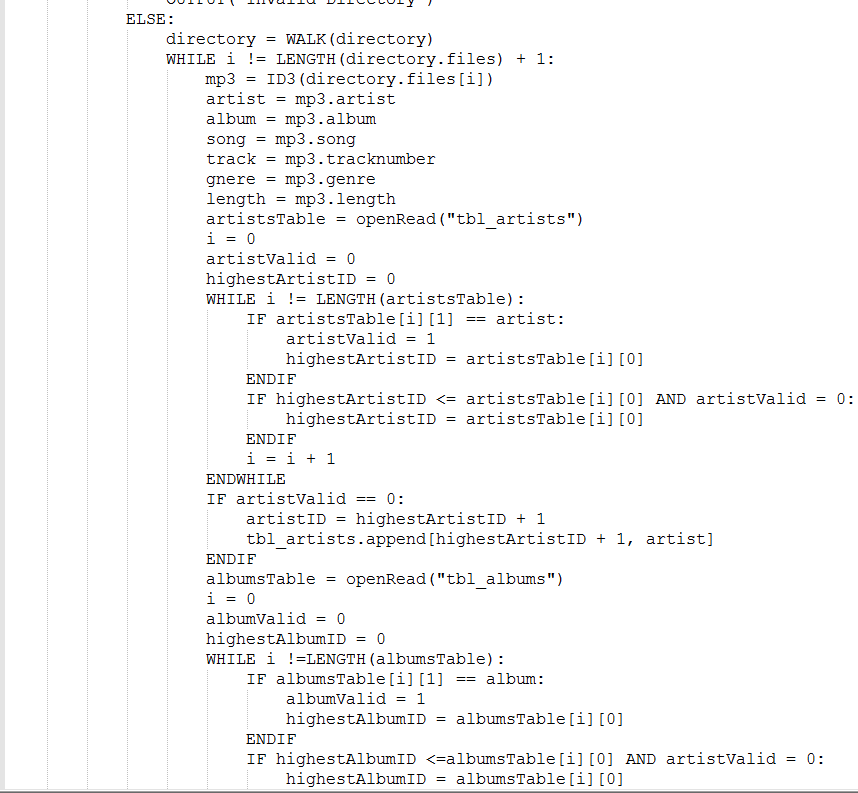 ELSE:
directory = WALK(directory)
WHILE i != LENGTH(directory.files) + 1:
mp3 = ID3(directory.files[i])
artist = mp3.artist
album = mp3.album
song = mp3.song
track = mp3.tracknumber
gnere = mp3.genre
length = mp3.length
artistsTable = openRead("tbl_artists")
i = 0
artistValid = 0
highestArtistID = 0
WHILE i != LENGTH(artistsTable):
IF artistsTable[i][1] == artist:
artistValid = 1
highestArtistID = artistsTable[i][0]
ENDIF
IF highestArtistID <= artistsTable[i][0] AND artistValid = 0:
highestArtistID = artistsTable[i][0]
ENDIF
i = i + 1
ENDWHILE
IF artistValid == 0:
artistID = highestArtistID + 1
tbl_artists.append[highestArtistID + 1, artist]
ENDIF
albumsTable = openRead("tbl_albums")
i = 0
albumValid = 0
highestAlbumID = 0
WHILE i !=LENGTH(albumsTable):
IF albumsTable[i][1] == album:
albumValid = 1
highestAlbumID = albumsTable[i][0]
ENDIF
IF highestAlbumID <=albumsTable[i][0] AND artistValid = 0:
highestAlbumID = albumsTable[i][0]